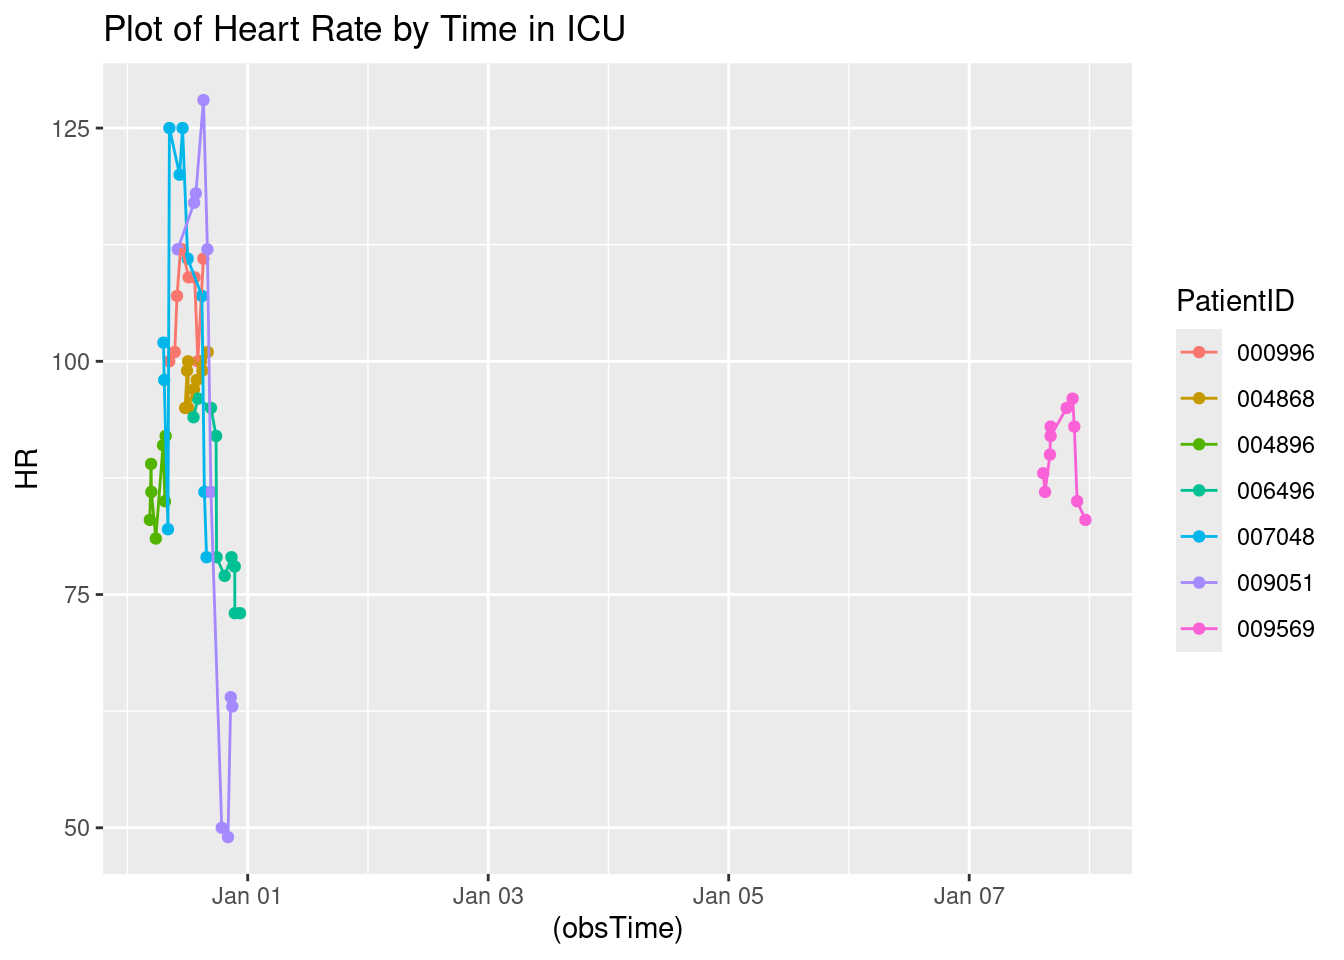 Plot of Heart Rate by Time in ICU
125
100
75
50
HR
Jan 01
Jan 03
Jan 05
Jan 07
(obsTime)
PatientID
000996
004868
004896
006496
007048
009051
009569